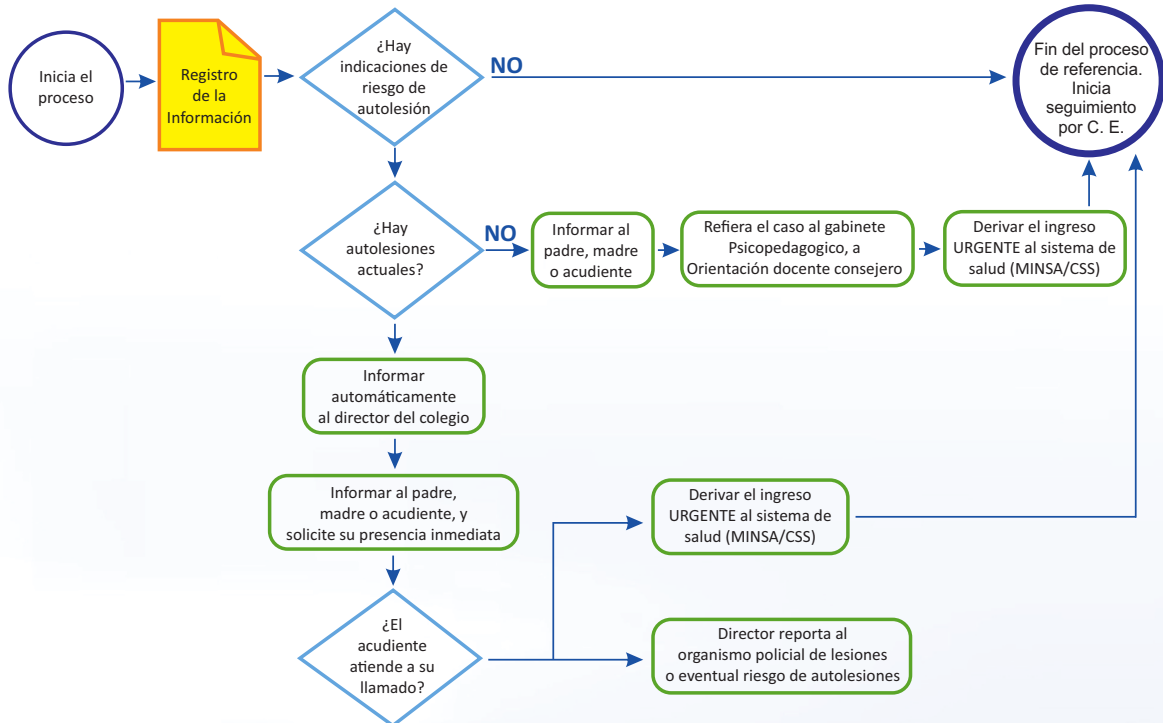 Inicia el
proceso
Registro
de la
Información
¿Hay
indicaciones de
riesgo de
autolesión
NO
Fin del proceso
de referencia.
Inicia
seguimiento
por C. E.
¿Hay
autolesiones
actuales?
NO
Informar al
padre, madre
o acudiente
Refiera el caso al gabinete
Psicopedagogico, a
Orientación docente consejero
Derivar el ingreso
URGENTE al sistema de
salud (MINSA/CSS)
Informar
automáticamente
al director del colegio
Informar al padre,
madre o acudiente, y
solicite su presencia inmediata
Derivar el ingreso
URGENTE al sistema de
salud (MINSA/CSS)
¿El
acudiente
atiende a su
llamado?
Director reporta al
organismo policial de lesiones
o eventual riesgo de autolesiones